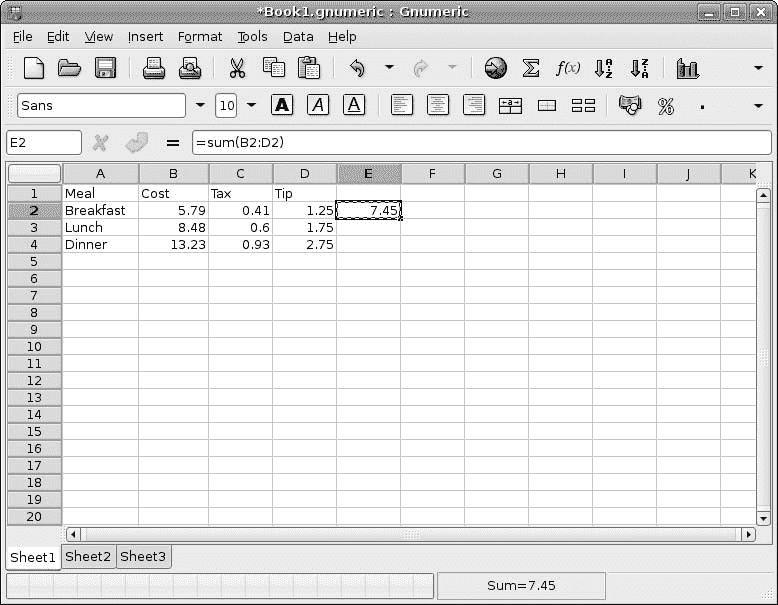 *Book1.gnumeric : Gnumeric
File Edit View Insert Format Tools Data Help
f(x) A Z Z A
Sans 10 A A A %
E2 =sum(B2:D2)
A B C D E F G H I J K
1 Meal Cost Tax Tip
2 Breakfast 5.79 0.41 1.25 7.45
3 Lunch 8.48 0.6 1.75
4 Dinner 13.23 0.93 2.75
5
6
7
8
9
10
11
12
13
14
15
16
17
18
19
20
Sheet1 Sheet2 Sheet3
Sum=7.45